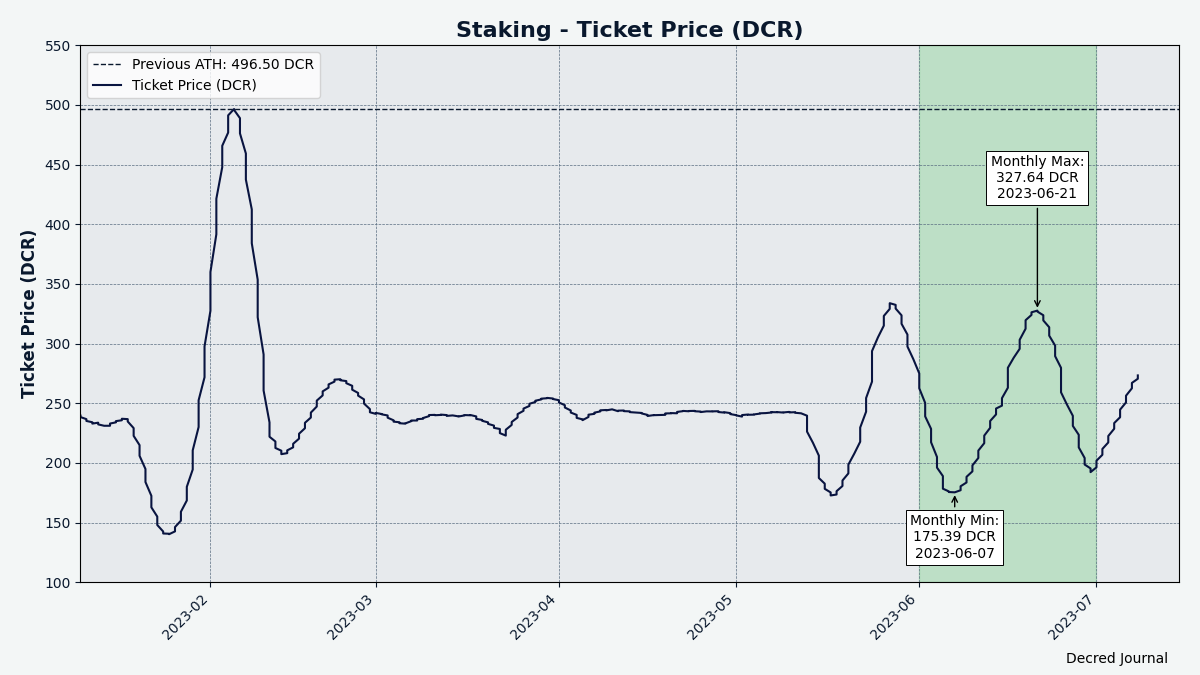 Staking - Ticket Price (DCR)
Previous ATH: 496.50 DCR
Ticket Price (DCR)
Ticket Price (DCR)
550
500
450
400
350
300
250
200
150
100
Monthly Max:
327.64 DCR
2023-06-21
Monthly Min:
175.39 DCR
2023-06-07
2023-02
2023-03
2023-04
2023-05
2023-06
2023-07
Decred Journal